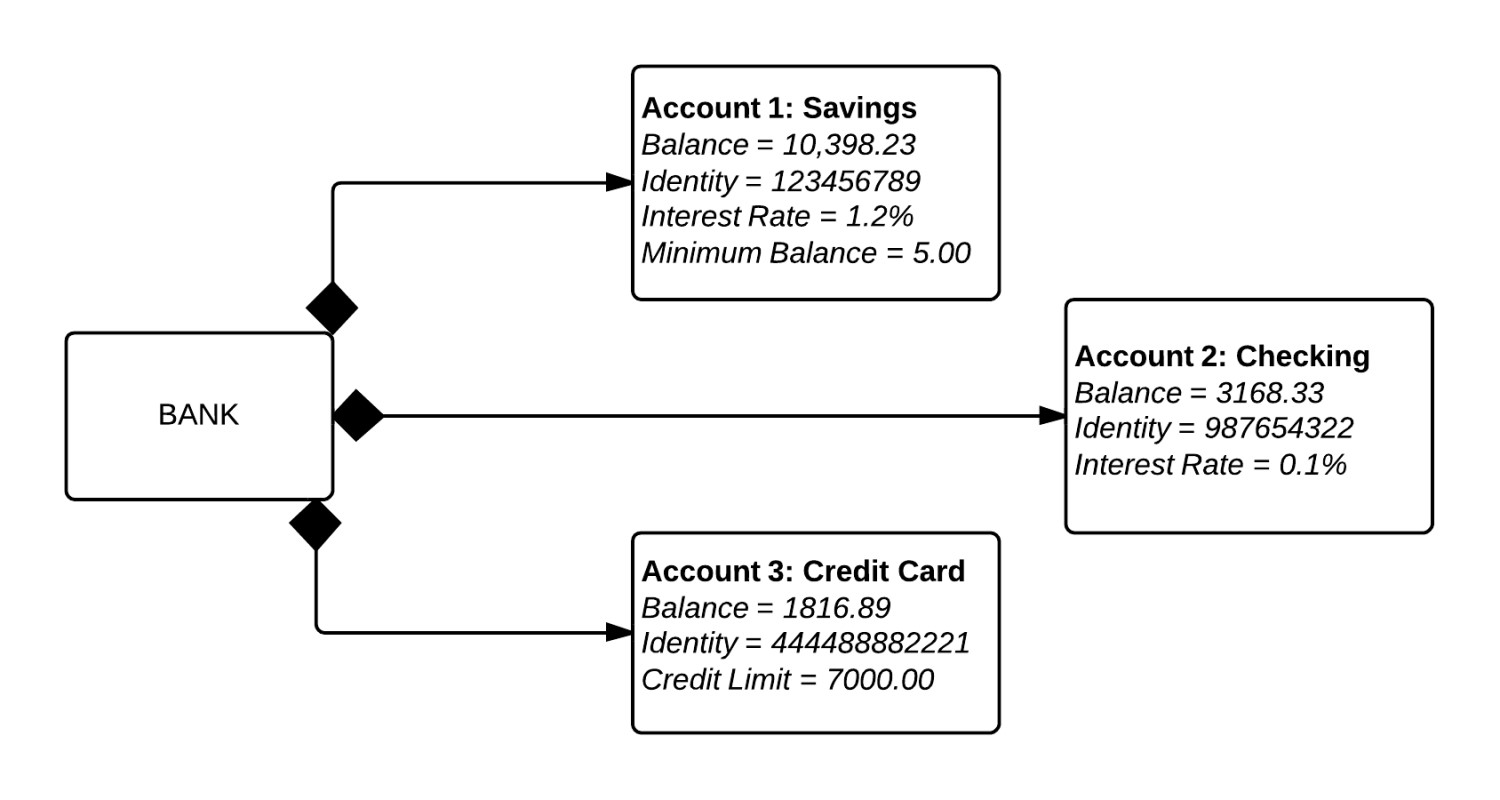 Account 1: Savings
Balance = 10,398.23
Identity = 123456789
Interest Rate = 1.2%
Minimum Balance = 5.00
BANK
Account 2: Checking
Balance = 3168.33
Identity = 987654322
Interest Rate = 0.1%
Account 3: Credit Card
Balance = 1816.89
Identity = 444488882221
Credit Limit = 7000.00